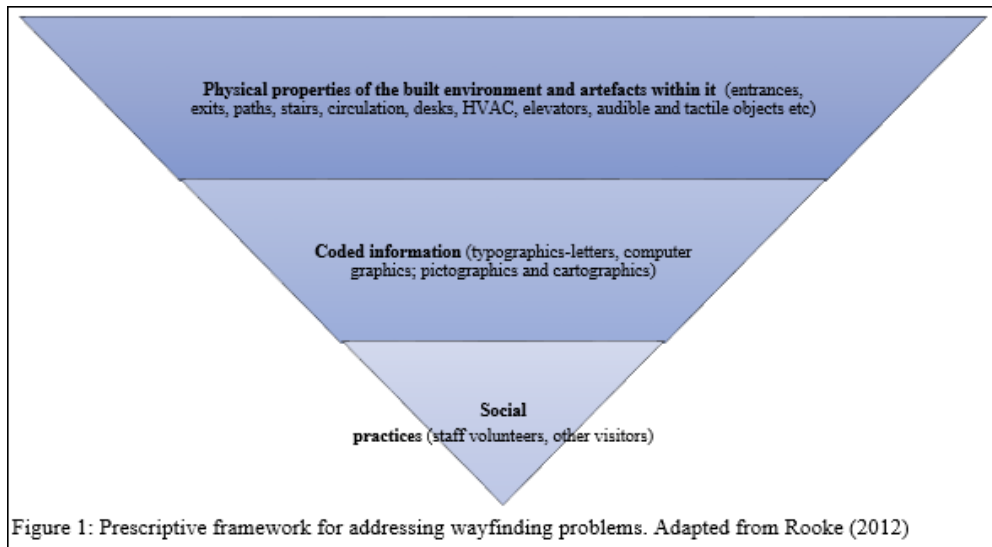 Physical properties of the built environment and artefacts within it (entrances,
exits, paths, stairs, circulation, desks, HVAC, elevators, audible and tactile objects etc)
Coded information (typographics-letters, computer
graphics; pictographics and cartographics)
Social
practices (staff volunteers, other visitors)
Figure 1: Prescriptive framework for addressing wayfinding problems. Adapted from Rooke (2012)